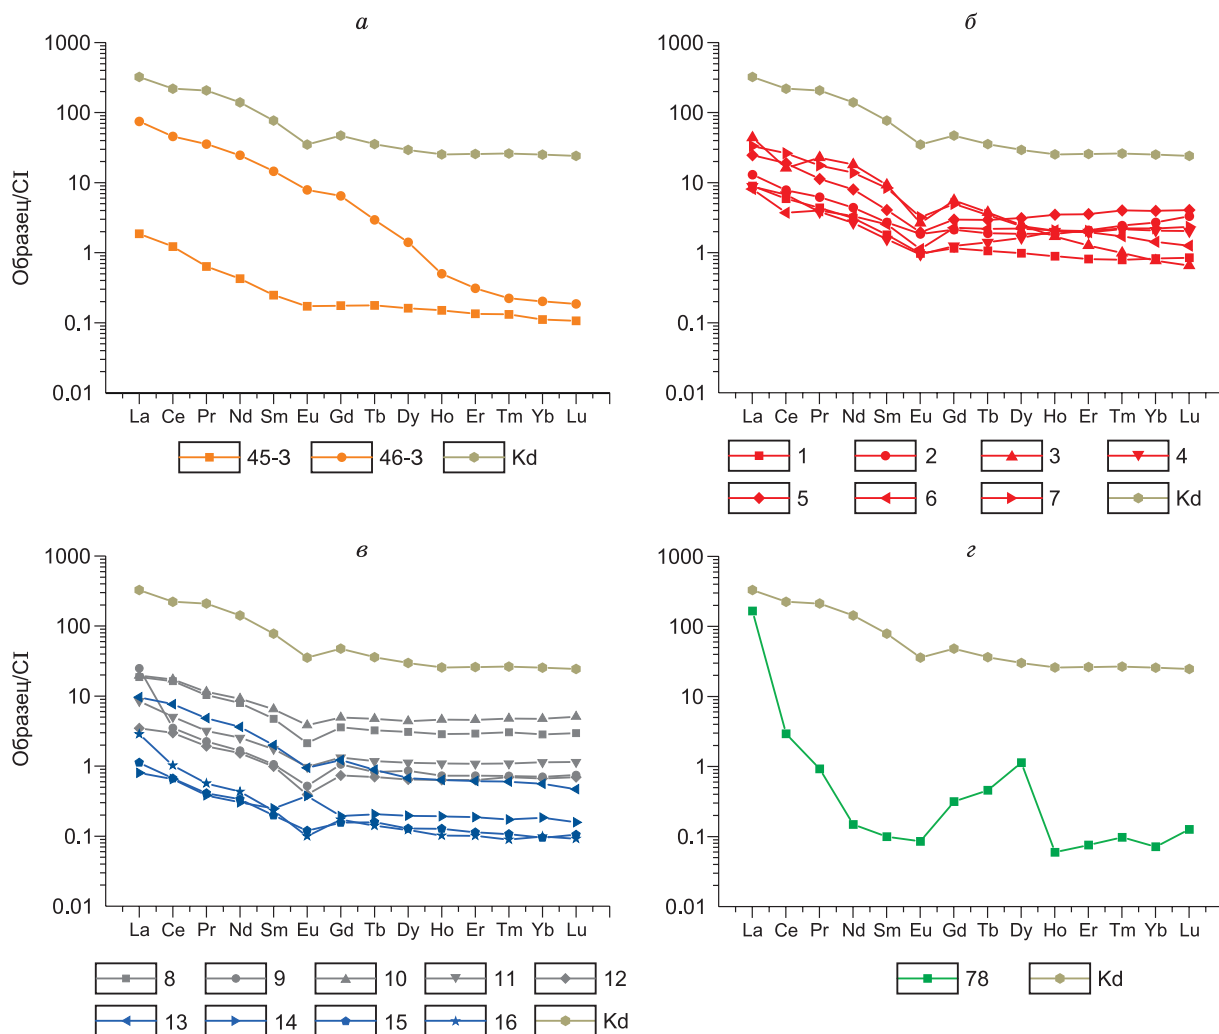 а
Образец/CI
1000
100
10
1
0.1
0.01
La Ce Pr Nd Sm Eu Gd Tb Dy Ho Er Tm Yb Lu
45-3 46-3 Kd
б
1000
100
10
1
0.1
0.01
La Ce Pr Nd Sm Eu Gd Tb Dy Ho Er Tm Yb Lu
1 2 3 4
5 6 7 Kd
в
Образец/CI
1000
100
10
1
0.1
0.01
La Ce Pr Nd Sm Eu Gd Tb Dy Ho Er Tm Yb Lu
8 9 10 11 12
13 14 15 16 Kd
г
1000
100
10
1
0.1
0.01
La Ce Pr Nd Sm Eu Gd Tb Dy Ho Er Tm Yb Lu
78 Kd